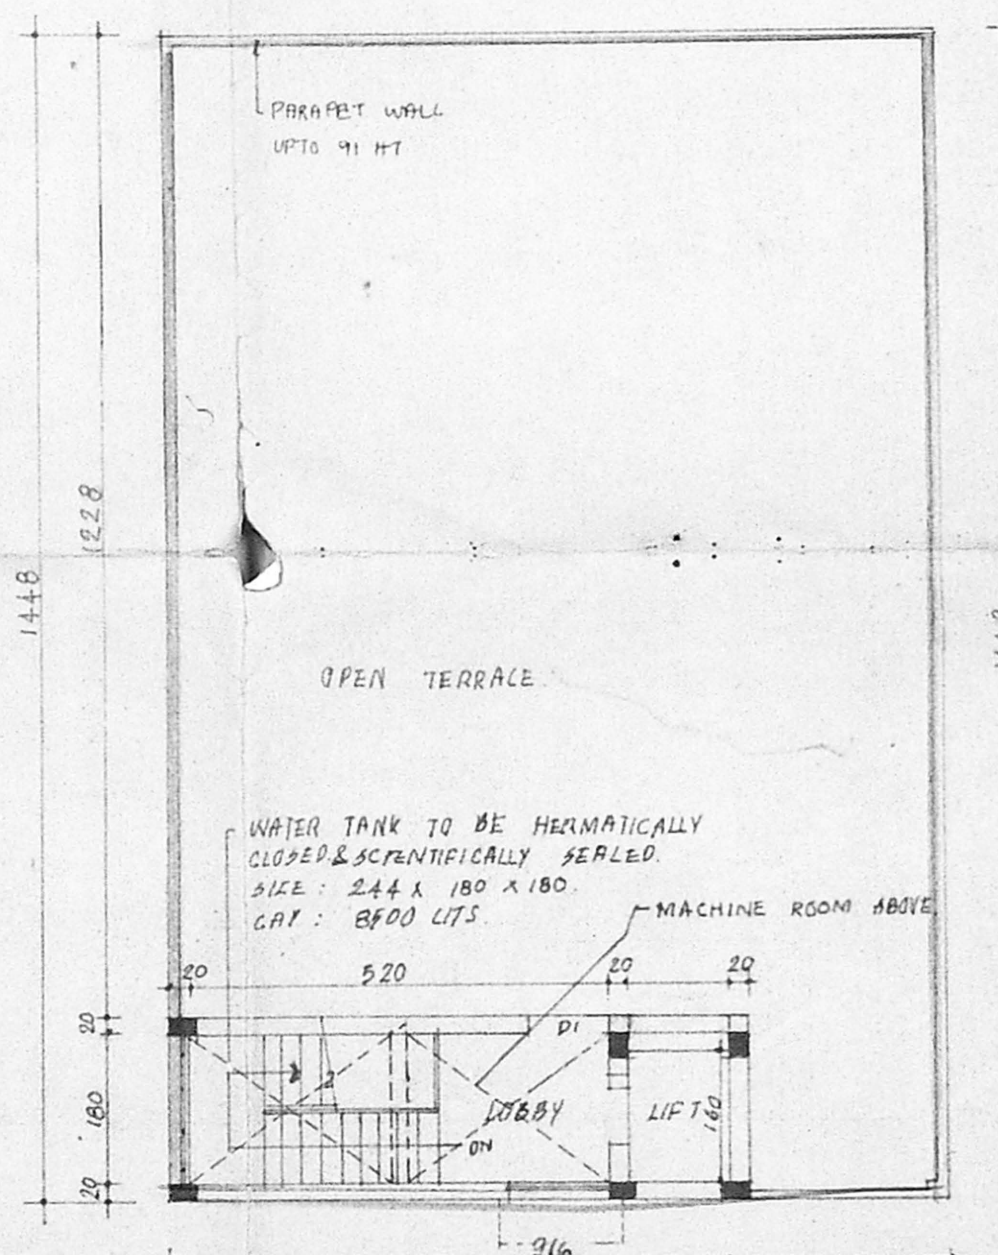 PARAPET WALL
UPTO 91 HT
1228
1448
OPEN TERRACE
WATER TANK TO BE HERMATICALLY
CLOSED & SCIENTIFICALLY SEALED.
SIZE : 244 X 180 X 180.
CAP : 8500 LITS.
MACHINE ROOM ABOVE
20 520 20 20
20
D1
180
LOBBY
LIFT
160
DN
20